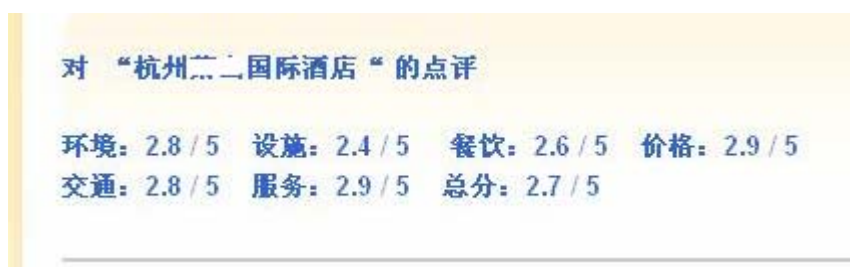 对 “杭州国际酒店 “ 的点评
环境：2.8 / 5 设施：2.4 / 5 餐饮：2.6 / 5 价格：2.9 / 5
交通：2.8 / 5 服务：2.9 / 5 总分：2.7 / 5